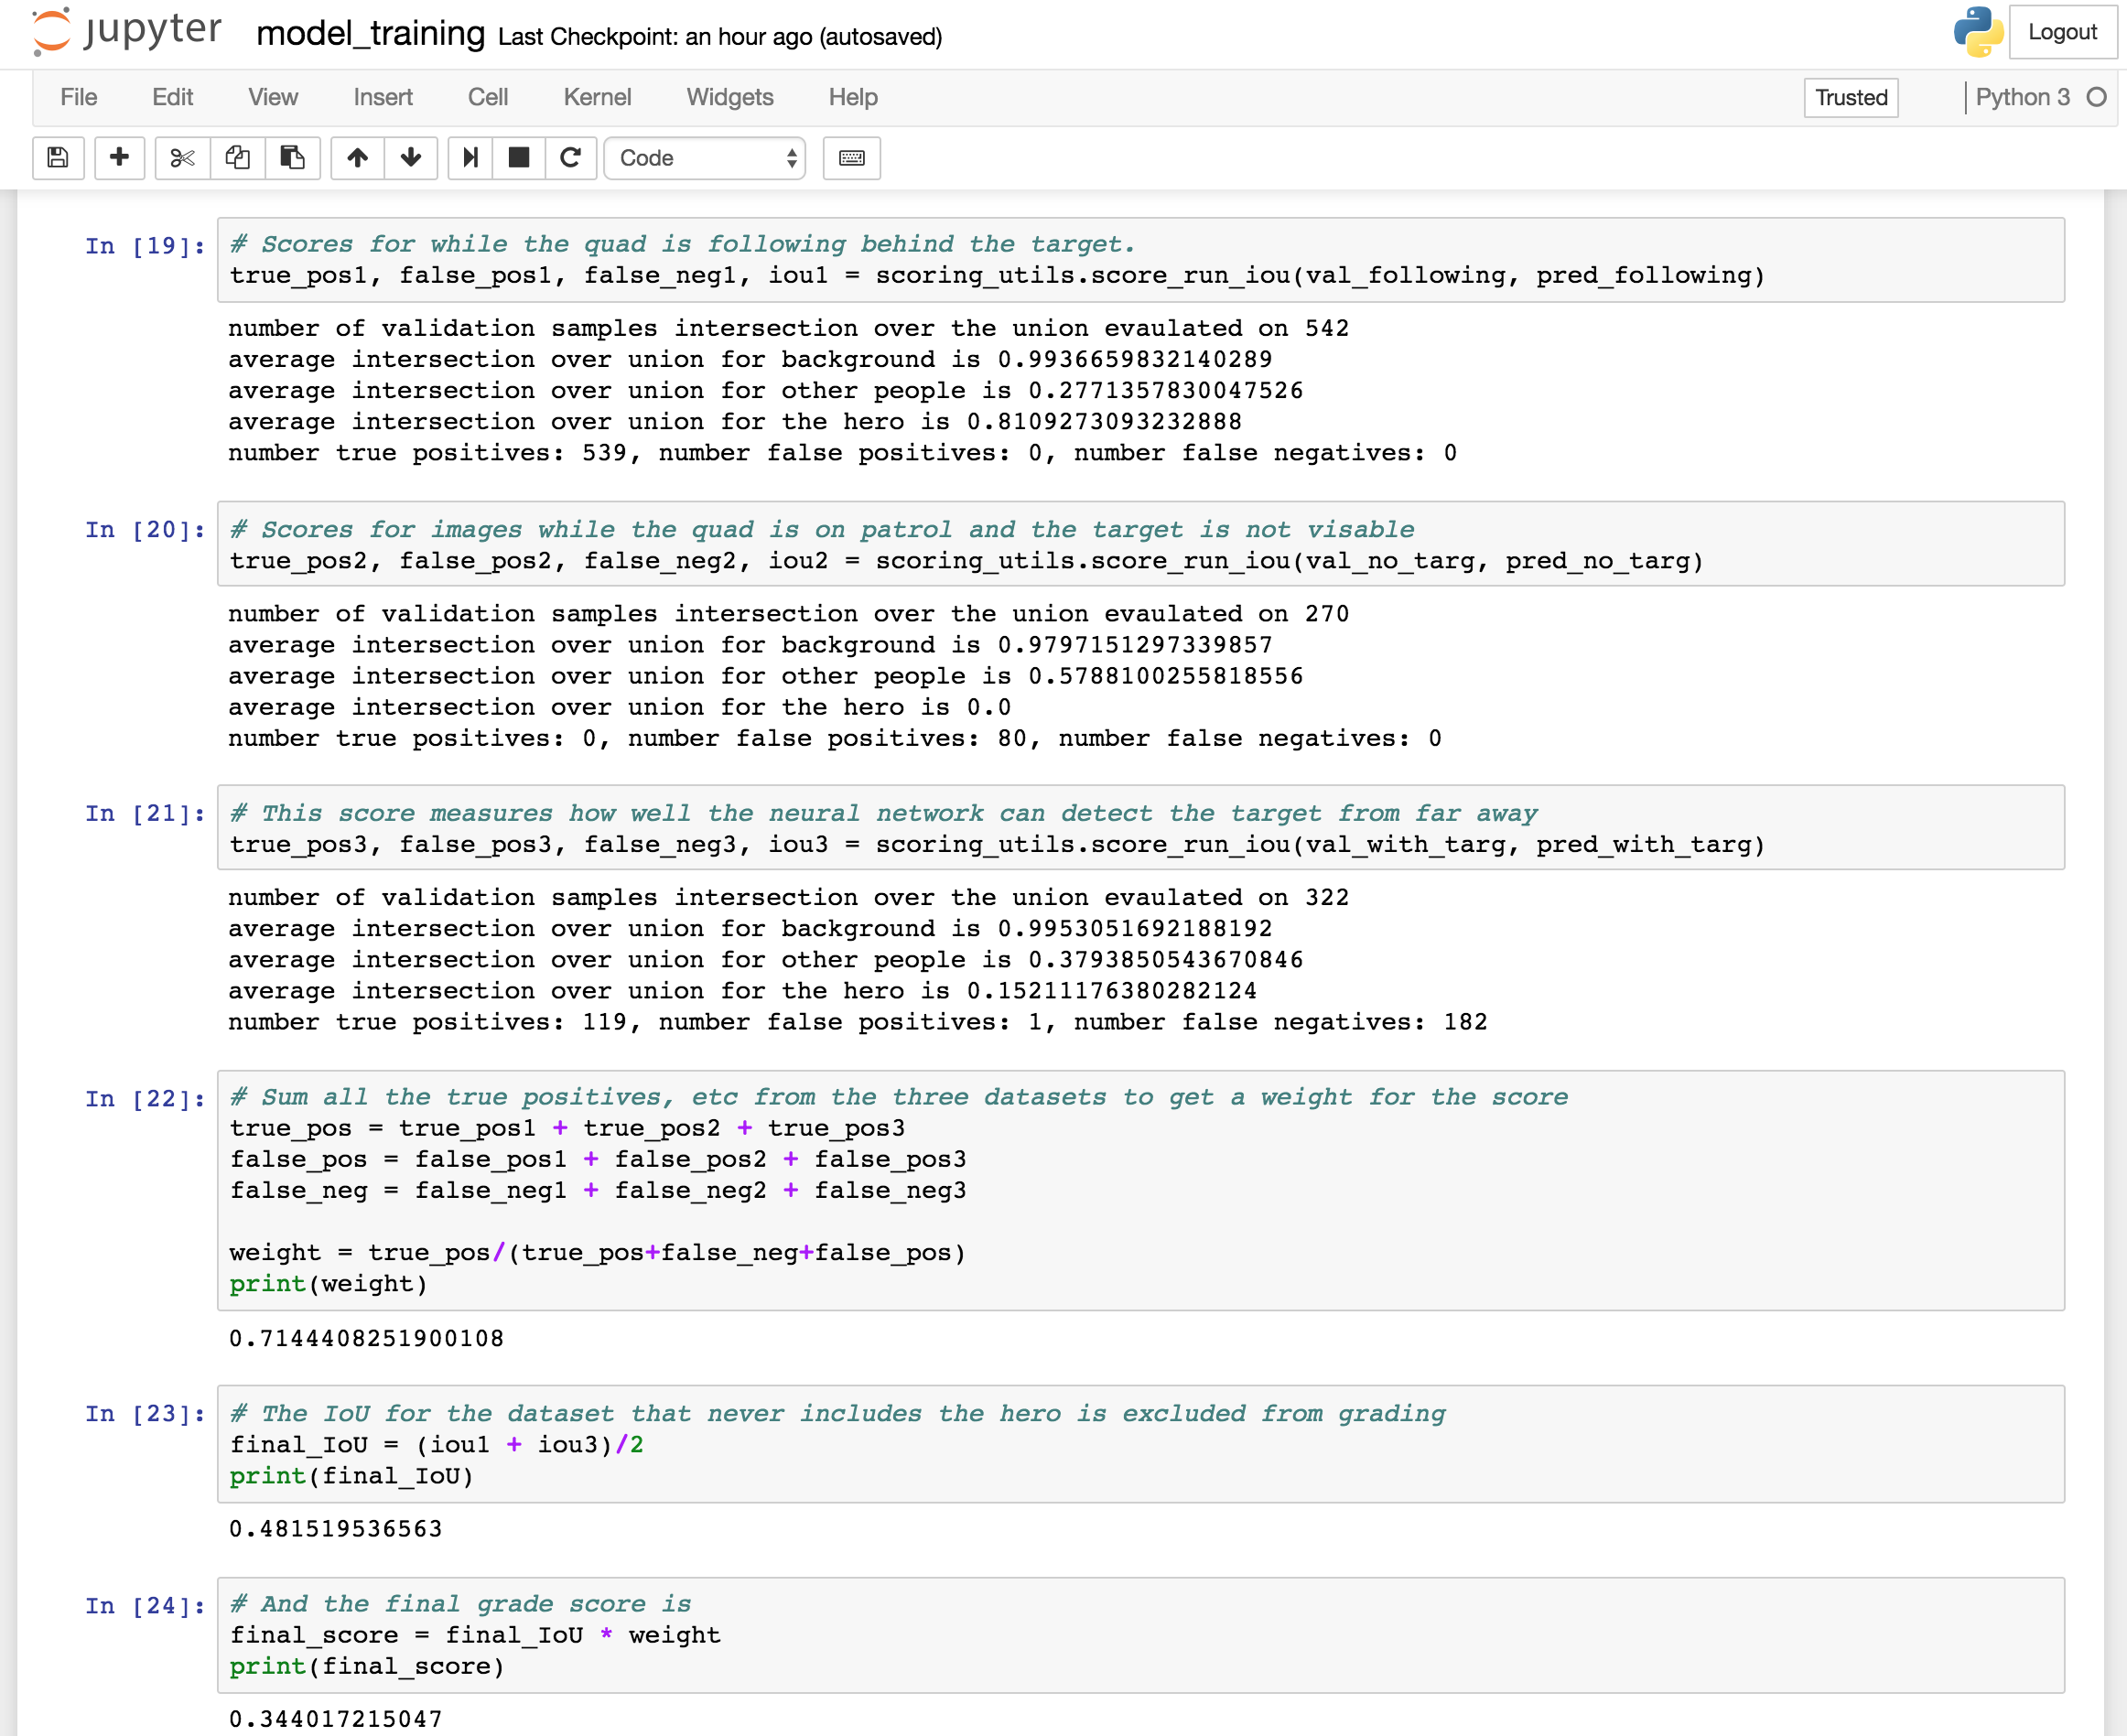 jupyter model_training Last Checkpoint: an hour ago (autosaved) Logout
File Edit View Insert Cell Kernel Widgets Help Trusted Python 3
Code
In [19]: # Scores for while the quad is following behind the target.
true_pos1, false_pos1, false_neg1, iou1 = scoring_utils.score_run_iou(val_following, pred_following)
number of validation samples intersection over the union evaulated on 542
average intersection over union for background is 0.9936659832140289
average intersection over union for other people is 0.2771357830047526
average intersection over union for the hero is 0.8109273093232888
number true positives: 539, number false positives: 0, number false negatives: 0
In [20]: # Scores for images while the quad is on patrol and the target is not visable
true_pos2, false_pos2, false_neg2, iou2 = scoring_utils.score_run_iou(val_no_targ, pred_no_targ)
number of validation samples intersection over the union evaulated on 270
average intersection over union for background is 0.9797151297339857
average intersection over union for other people is 0.5788100255818556
average intersection over union for the hero is 0.0
number true positives: 0, number false positives: 80, number false negatives: 0
In [21]: # This score measures how well the neural network can detect the target from far away
true_pos3, false_pos3, false_neg3, iou3 = scoring_utils.score_run_iou(val_with_targ, pred_with_targ)
number of validation samples intersection over the union evaulated on 322
average intersection over union for background is 0.9953051692188192
average intersection over union for other people is 0.3793850543670846
average intersection over union for the hero is 0.15211176380282124
number true positives: 119, number false positives: 1, number false negatives: 182
In [22]: # Sum all the true positives, etc from the three datasets to get a weight for the score
true_pos = true_pos1 + true_pos2 + true_pos3
false_pos = false_pos1 + false_pos2 + false_pos3
false_neg = false_neg1 + false_neg2 + false_neg3
weight = true_pos/(true_pos+false_neg+false_pos)
print(weight)
0.7144408251900108
In [23]: # The IoU for the dataset that never includes the hero is excluded from grading
final_IoU = (iou1 + iou3)/2
print(final_IoU)
0.481519536563
In [24]: # And the final grade score is
final_score = final_IoU * weight
print(final_score)
0.344017215047